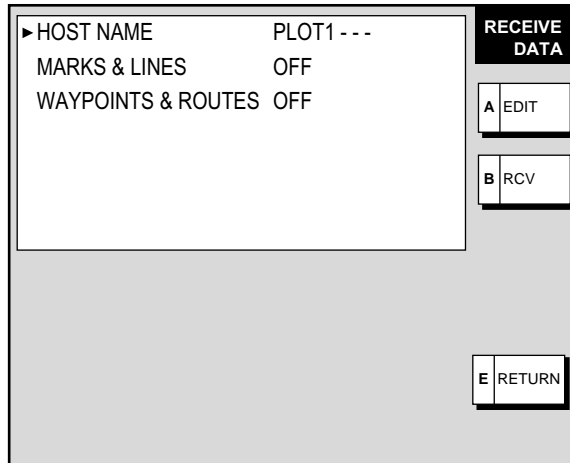 ►HOST NAME PLOT1 - - -
MARKS & LINES OFF
WAYPOINTS & ROUTES OFF
RECEIVE
DATA
A EDIT
B RCV
E RETURN